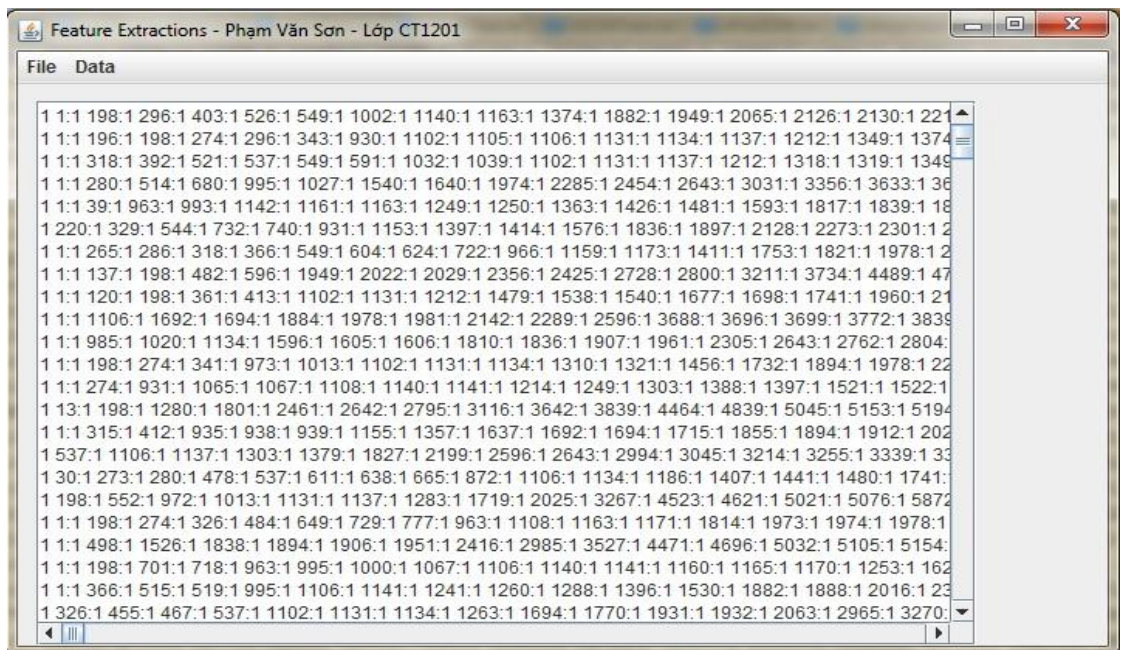 Feature Extractions - Phạm Văn Sơn - Lớp CT1201
File Data
1 1:1 198:1 296:1 403:1 526:1 549:1 1002:1 1140:1 1163:1 1374:1 1882:1 1949:1 2065:1 2126:1 2130:1 221
1 1:1 196:1 198:1 274:1 296:1 343:1 930:1 1102:1 1105:1 1106:1 1131:1 1134:1 1137:1 1212:1 1349:1 1374
1 1:1 318:1 392:1 521:1 537:1 549:1 591:1 1032:1 1039:1 1102:1 1131:1 1137:1 1212:1 1318:1 1319:1 1349
1 1:1 280:1 514:1 680:1 995:1 1027:1 1540:1 1640:1 1974:1 2285:1 2454:1 2643:1 3031:1 3356:1 3633:1 36
1 1:1 39:1 963:1 993:1 1142:1 1161:1 1163:1 1249:1 1250:1 1363:1 1426:1 1481:1 1593:1 1817:1 1839:1 18
1 220:1 329:1 544:1 732:1 740:1 931:1 1153:1 1397:1 1414:1 1576:1 1836:1 1897:1 2128:1 2273:1 2301:1 2
1 1:1 265:1 286:1 318:1 366:1 549:1 604:1 624:1 722:1 966:1 1159:1 1173:1 1411:1 1753:1 1821:1 1978:1 2
1 1:1 137:1 198:1 482:1 596:1 1949:1 2022:1 2029:1 2356:1 2425:1 2728:1 2800:1 3211:1 3734:1 4489:1 47
1 1:1 120:1 198:1 361:1 413:1 1102:1 1131:1 1212:1 1479:1 1538:1 1540:1 1677:1 1698:1 1741:1 1960:1 21
1 1:1 1106:1 1692:1 1694:1 1884:1 1978:1 1981:1 2142:1 2289:1 2596:1 3688:1 3696:1 3699:1 3772:1 3839
1 1:1 985:1 1020:1 1134:1 1596:1 1605:1 1606:1 1810:1 1836:1 1907:1 1961:1 2305:1 2643:1 2762:1 2804:
1 1:1 198:1 274:1 341:1 973:1 1013:1 1102:1 1131:1 1134:1 1310:1 1321:1 1456:1 1732:1 1894:1 1978:1 22
1 1:1 274:1 931:1 1065:1 1067:1 1108:1 1140:1 1141:1 1214:1 1249:1 1303:1 1388:1 1397:1 1521:1 1522:1
1 13:1 198:1 1280:1 1801:1 2461:1 2642:1 2795:1 3116:1 3642:1 3839:1 4464:1 4839:1 5045:1 5153:1 5194
1 1:1 315:1 412:1 935:1 938:1 939:1 1155:1 1357:1 1637:1 1692:1 1694:1 1715:1 1855:1 1894:1 1912:1 202
1 537:1 1106:1 1137:1 1303:1 1379:1 1827:1 2199:1 2596:1 2643:1 2994:1 3045:1 3214:1 3255:1 3339:1 33
1 30:1 273:1 280:1 478:1 537:1 611:1 638:1 665:1 872:1 1106:1 1134:1 1186:1 1407:1 1441:1 1480:1 1741:
1 198:1 552:1 972:1 1013:1 1131:1 1137:1 1283:1 1719:1 2025:1 3267:1 4523:1 4621:1 5021:1 5076:1 5872
1 1:1 198:1 274:1 326:1 484:1 649:1 729:1 777:1 963:1 1108:1 1163:1 1171:1 1814:1 1973:1 1974:1 1978:1
1 1:1 498:1 1526:1 1838:1 1894:1 1906:1 1951:1 2416:1 2985:1 3527:1 4471:1 4696:1 5032:1 5105:1 5154:
1 1:1 198:1 701:1 718:1 963:1 995:1 1000:1 1067:1 1106:1 1140:1 1141:1 1160:1 1165:1 1170:1 1253:1 162
1 1:1 366:1 515:1 519:1 995:1 1106:1 1141:1 1241:1 1260:1 1288:1 1396:1 1530:1 1882:1 1888:1 2016:1 23
1 326:1 455:1 467:1 537:1 1102:1 1131:1 1134:1 1263:1 1694:1 1770:1 1931:1 1932:1 2063:1 2965:1 3270: